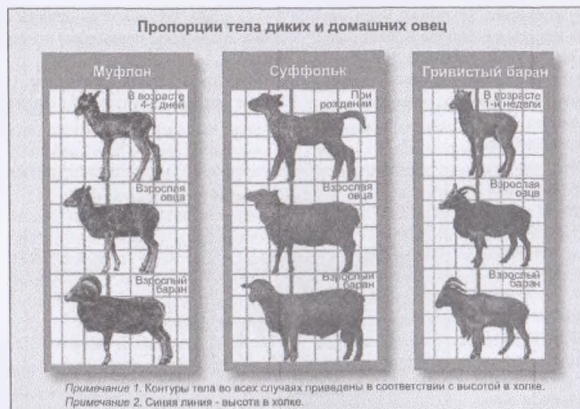 Пропорции тела диких и домашних овец
Муфлон
В возрасте
4-х дней
Взрослая
овца
Взрослый
баран
Суффольк
При
рождении
Взрослая
овца
Взрослый
баран
Гривистый баран
В возрасте
1-й недели
Взрослая
овца
Взрослый
баран
Примечание 1. Контуры тела во всех случаях приведены в соответствии с высотой в холке.
Примечание 2. Синяя линия - высота в холке.